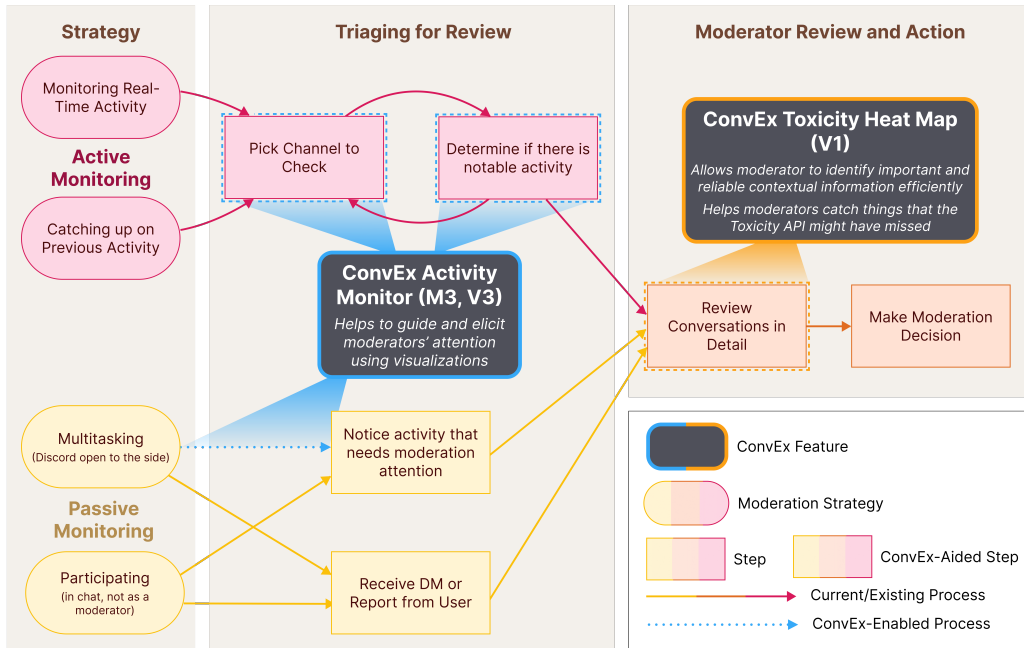 Strategy
Triaging for Review
Moderator Review and Action
Monitoring Real-
Time Activity
Active
Monitoring
Catching up on
Previous Activity
Pick Channel to
Check
Determine if there is
notable activity
ConvEx Activity
Monitor (M3, V3)
Helps to guide and elicit
moderators’ attention
using visualizations
ConvEx Toxicity Heat Map
(V1)
Allows moderator to identify important and
reliable contextual information efficiently
Helps moderators catch things that the
Toxicity API might have missed
Review
Conversations in
Detail
Make Moderation
Decision
Multitasking
(Discord open to the side)
Passive
Monitoring
Participating
(in chat, not as a
moderator)
Notice activity that
needs moderation
attention
Receive DM or
Report from User
ConvEx Feature
Moderation Strategy
Step
ConvEx-Aided Step
Current/Existing Process
ConvEx-Enabled Process